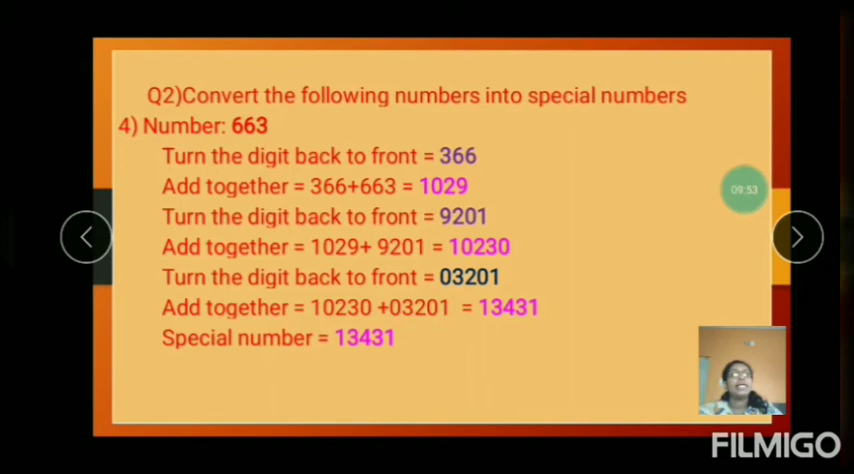 Q2)Convert the following numbers into special numbers
4) Number: 663
Turn the digit back to front = 366
Add together = 366+663 = 1029
Turn the digit back to front = 9201
09:53
Add together = 1029+ 9201 = 10230
Turn the digit back to front = 03201
Add together = 10230 +03201 = 13431
Special number = 13431
FILMIGO